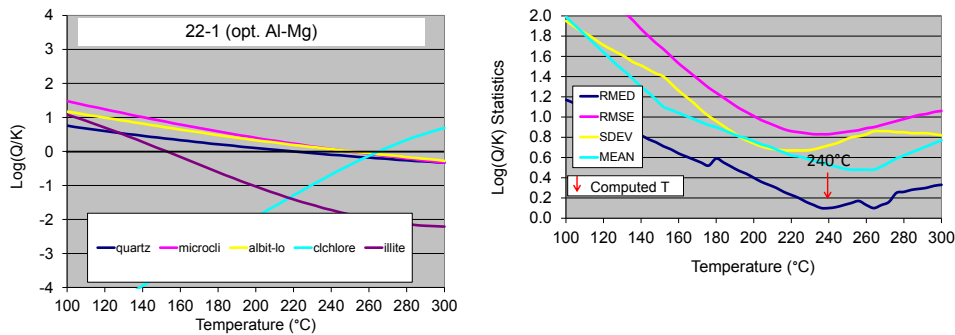 22-1 (opt. Al-Mg)
Log(Q/K)
4
3
2
1
0
-1
-2
-3
-4
quartz microcli albit-lo clchlore illite
100 120 140 160 180 200 220 240 260 280 300
Temperature (°C)
Log(Q/K) Statistics
2.0
1.8
1.6
1.4
1.2
1.0
0.8
0.6
0.4
0.2
0.0
RMED
RMSE
SDEV
MEAN
240°C
Computed T
100 120 140 160 180 200 220 240 260 280 300
Temperature (°C)